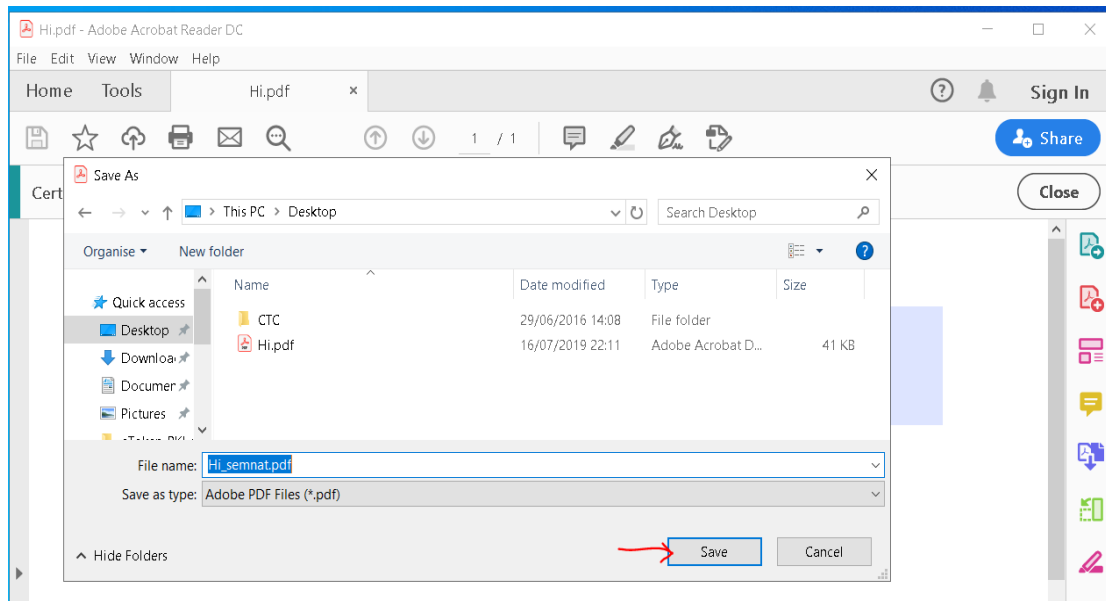 Hi.pdf - Adobe Acrobat Reader DC
File Edit View Window Help
Home Tools Hi.pdf × Sign In
1 / 1 Share
Save As
Cert Close
This PC > Desktop Search Desktop
Organise New folder
Name Date modified Type Size
Quick access
CTC 29/06/2016 14:08 File folder
Desktop
Hi.pdf 16/07/2019 22:11 Adobe Acrobat D... 41 KB
Downloa
Documer
Pictures
File name: Hi_semnat.pdf
Save as type: Adobe PDF Files (*.pdf)
Hide Folders Save Cancel